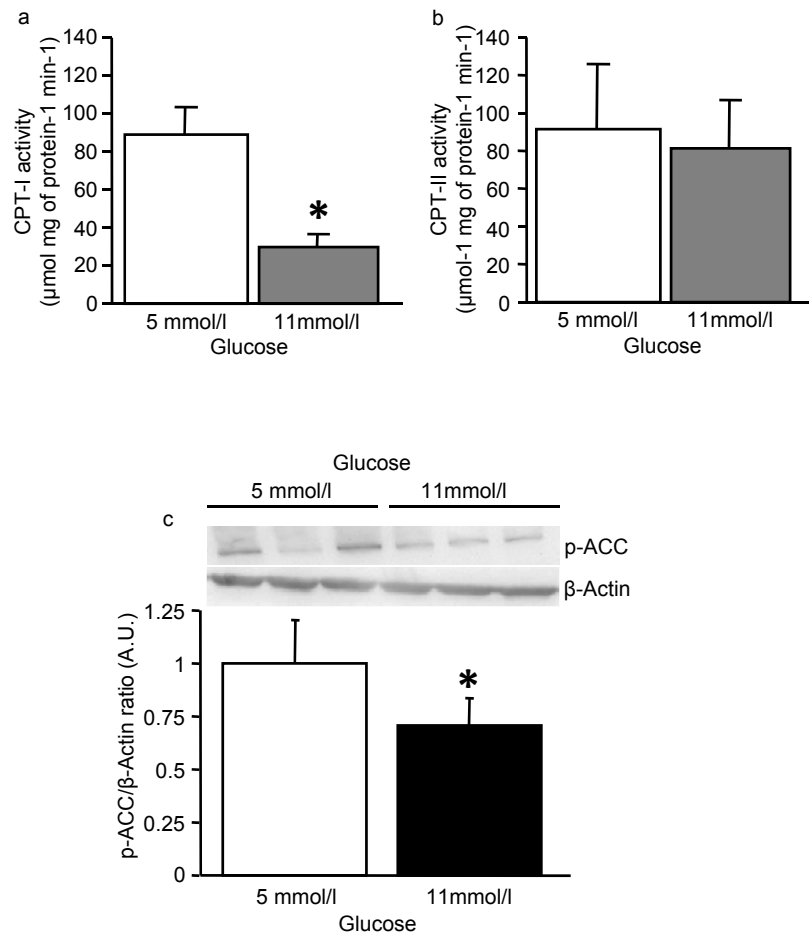 a
CPT-I activity
(µmol mg of protein-1 min-1)
140
120
100
80
60
40
20
0
*
5 mmol/l 11mmol/l
Glucose
b
CPT-II activity
(µmol-1 mg of protein-1 min-1)
140
120
100
80
60
40
20
0
5 mmol/l 11mmol/l
Glucose
Glucose
5 mmol/l 11mmol/l
c
p-ACC
β-Actin
p-ACC/β-Actin ratio (A.U.)
1.25
1
0.75
0.5
0.25
0
*
5 mmol/l 11mmol/l
Glucose